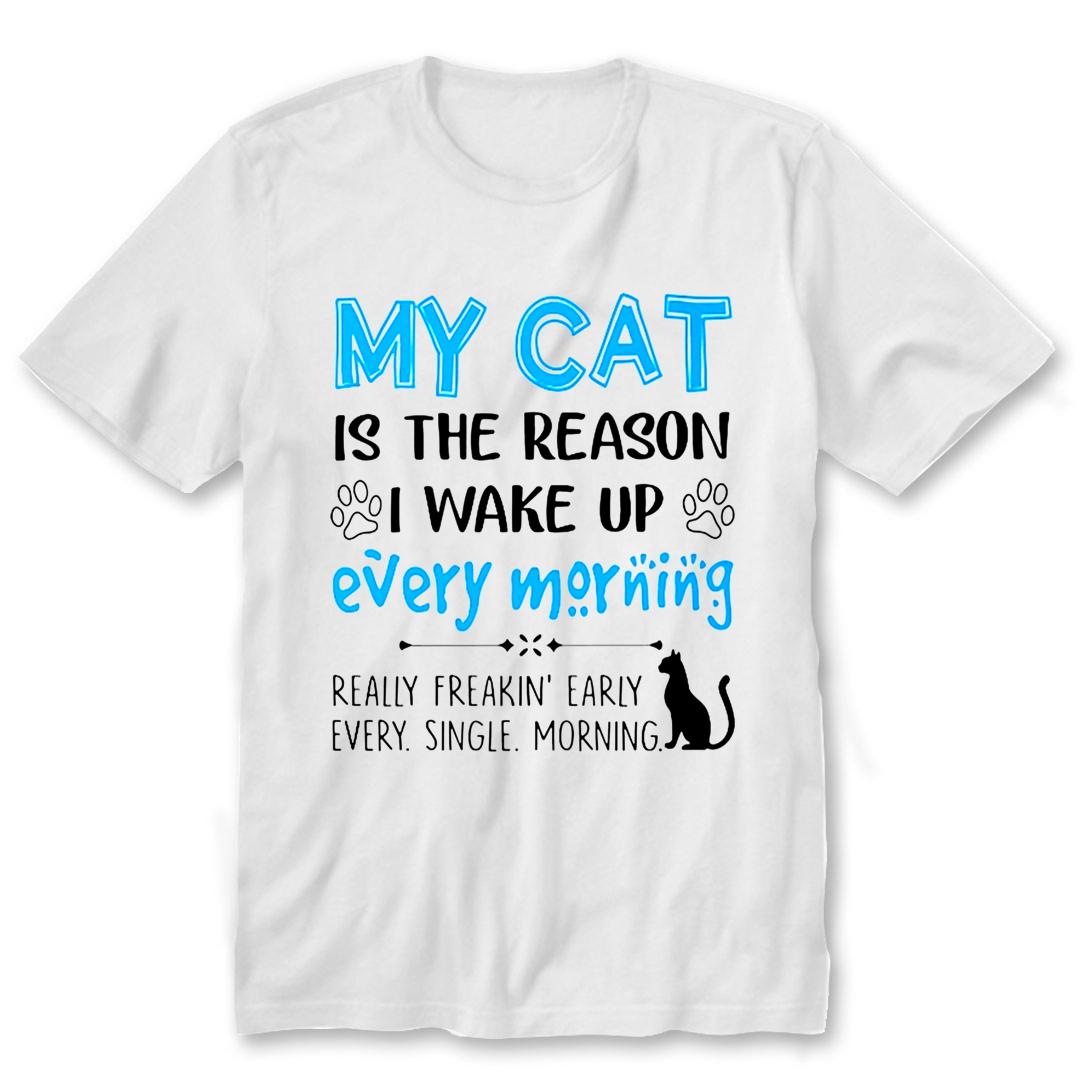 MY CAT
IS THE REASON
I WAKE UP
every morning
REALLY FREAKIN' EARLY
EVERY. SINGLE. MORNING.